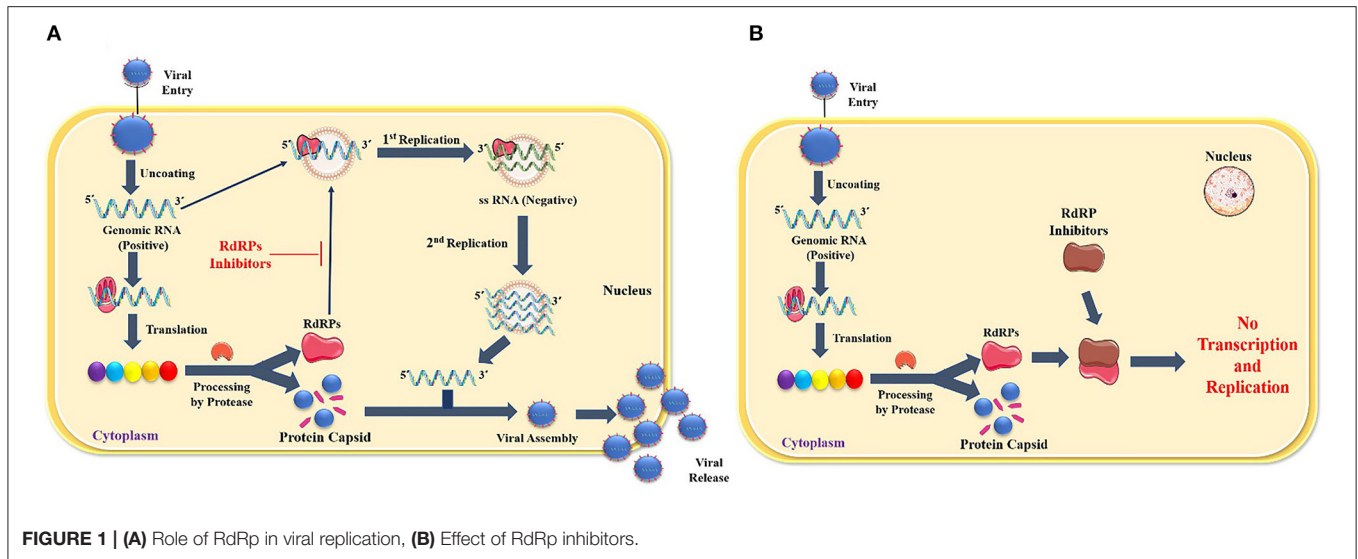 A
Viral
Entry
Uncoating
5´ 3´
Genomic RNA
(Positive)
Translation
Processing
by Protease
Cytoplasm
RdRPs
Inhibitors
RdRPs
Protein Capsid
5´ 3´
1st Replication
3´ 5´
ss RNA (Negative)
2nd Replication
5´ 3´
Nucleus
5´ 3´
Viral Assembly
Viral
Release
B
Viral
Entry
Uncoating
5´ 3´
Genomic RNA
(Positive)
Translation
Processing
by Protease
Cytoplasm
RdRPs
Protein Capsid
Nucleus
RdRP
Inhibitors
No
Transcription
and
Replication
FIGURE 1 | (A) Role of RdRp in viral replication, (B) Effect of RdRp inhibitors.